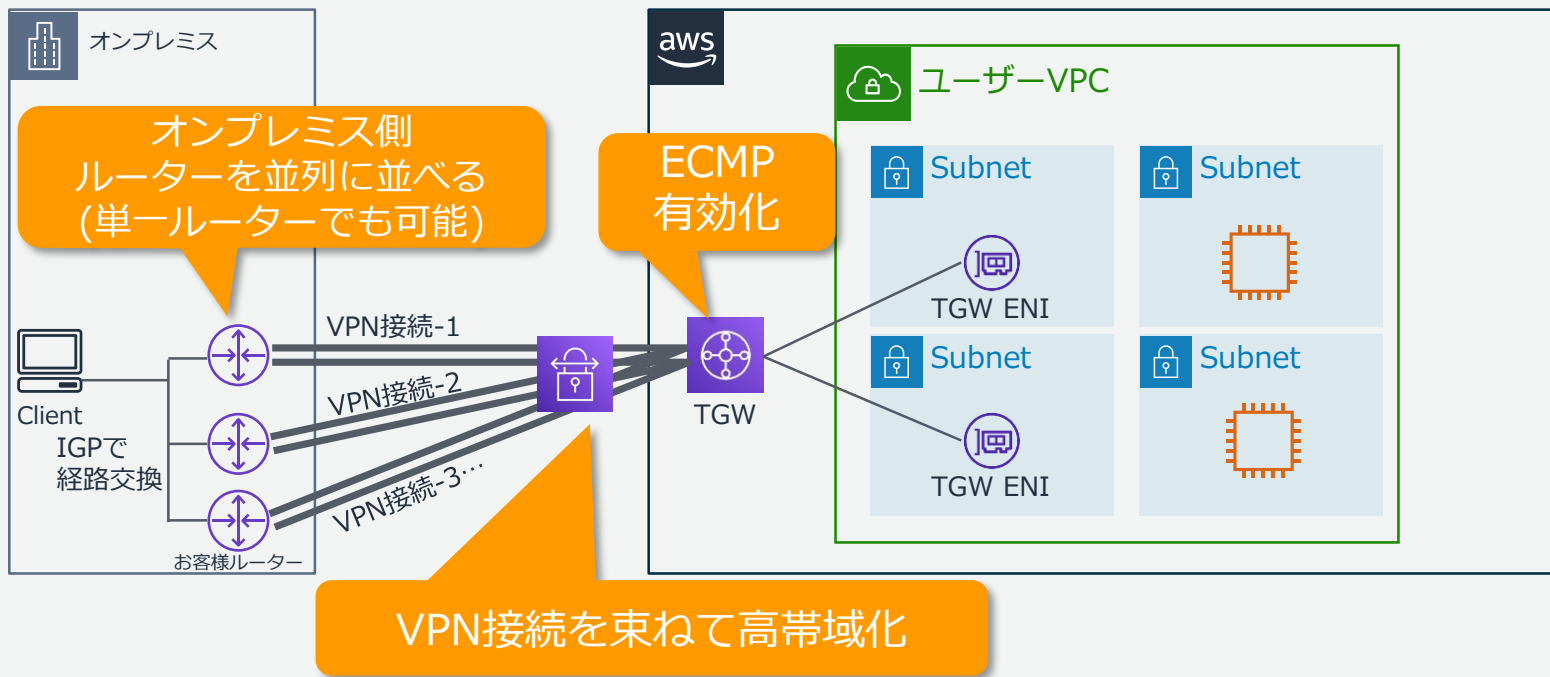 オンプレミス
aws
ユーザーVPC
オンプレミス側
ルーターを並列に並べる
(単一ルーターでも可能)
ECMP
有効化
Subnet
Subnet
TGW ENI
VPN接続-1
VPN接続-2
VPN接続-3…
Client
IGPで
経路交換
お客様ルーター
TGW
Subnet
Subnet
TGW ENI
VPN接続を束ねて高帯域化